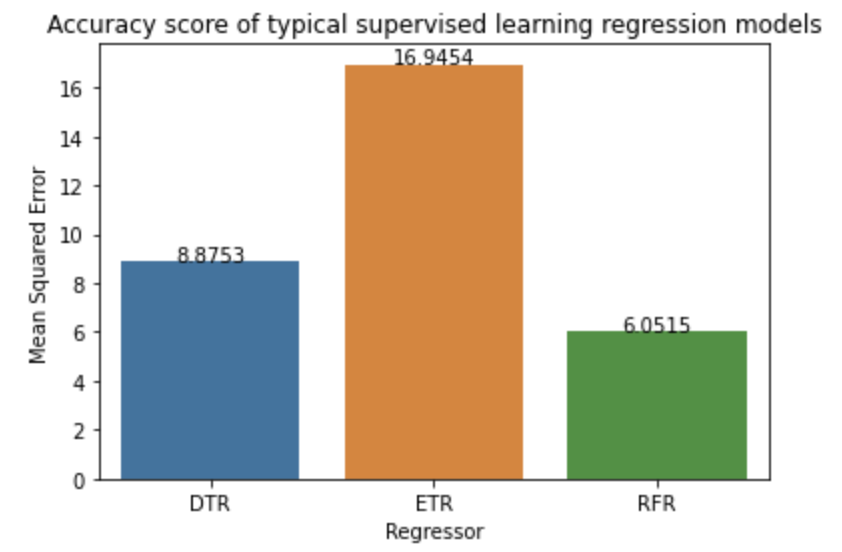 Accuracy score of typical supervised learning regression models
16.9454
16
14
12
10
8.8753
8
6.0515
6
4
2
0
Mean Squared Error
DTR
ETR
RFR
Regressor